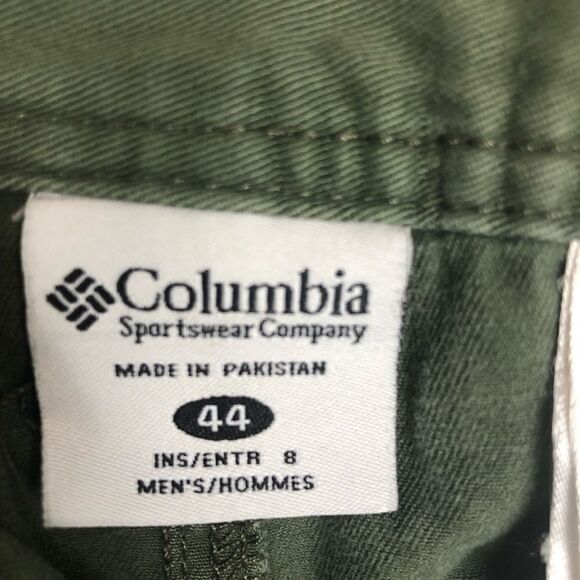 Columbia
Sportswear Company
MADE IN PAKISTAN
44
INS/ENTR 8
MEN'S/HOMMES